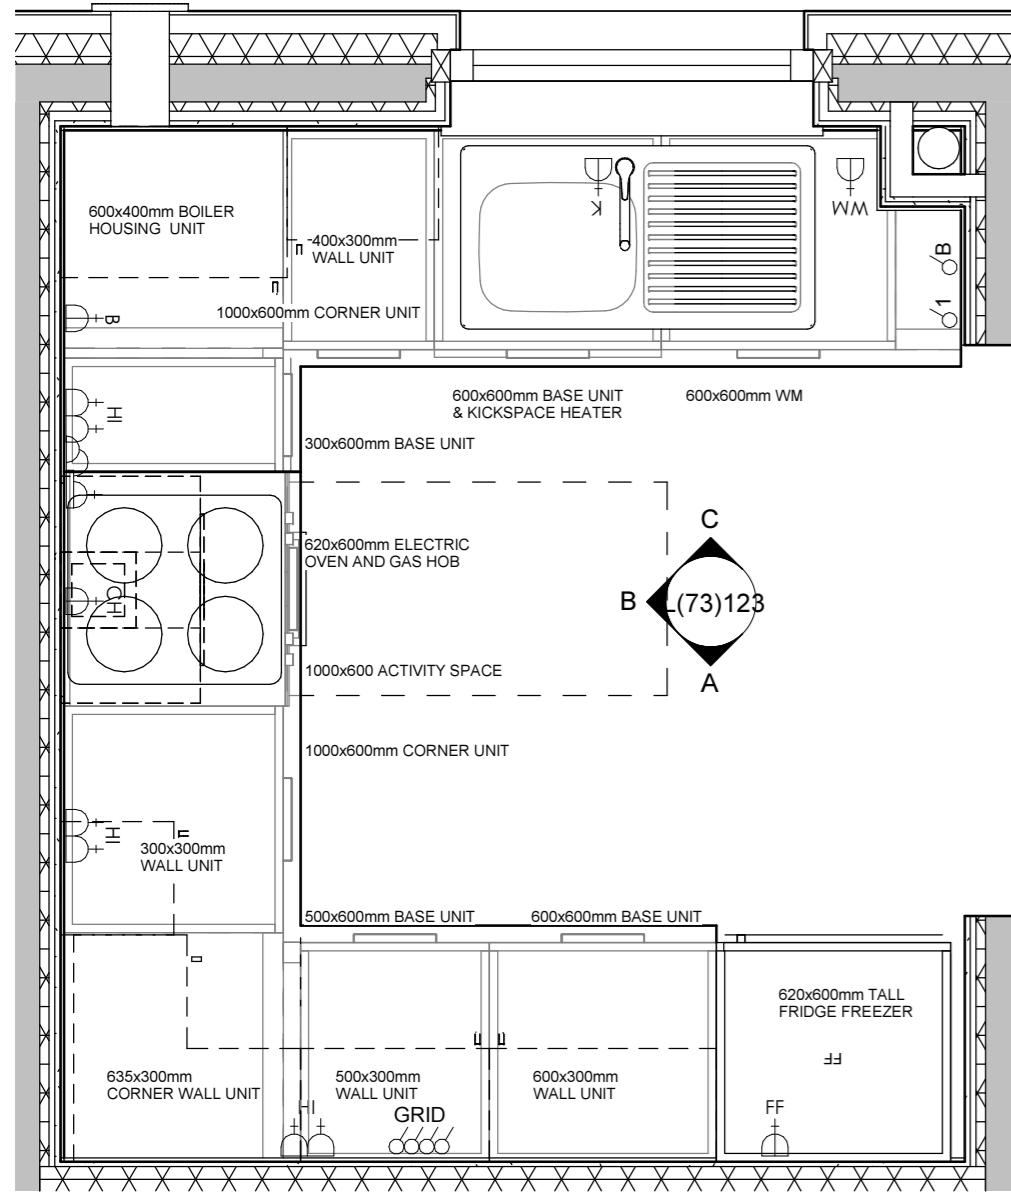 600x400mm BOILER
HOUSING UNIT
400x300mm
WALL UNIT
K
WM
B
1
B
1000x600mm CORNER UNIT
600x600mm BASE UNIT
& KICKSPACE HEATER
600x600mm WM
HI
300x600mm BASE UNIT
620x600mm ELECTRIC
OVEN AND GAS HOB
CH
C
B
L(73)123
A
1000x600 ACTIVITY SPACE
1000x600mm CORNER UNIT
HI
300x300mm
WALL UNIT
500x600mm BASE UNIT
600x600mm BASE UNIT
620x600mm TALL
FRIDGE FREEZER
FF
635x300mm
CORNER WALL UNIT
500x300mm
WALL UNIT
600x300mm
WALL UNIT
HI
GRID
FF